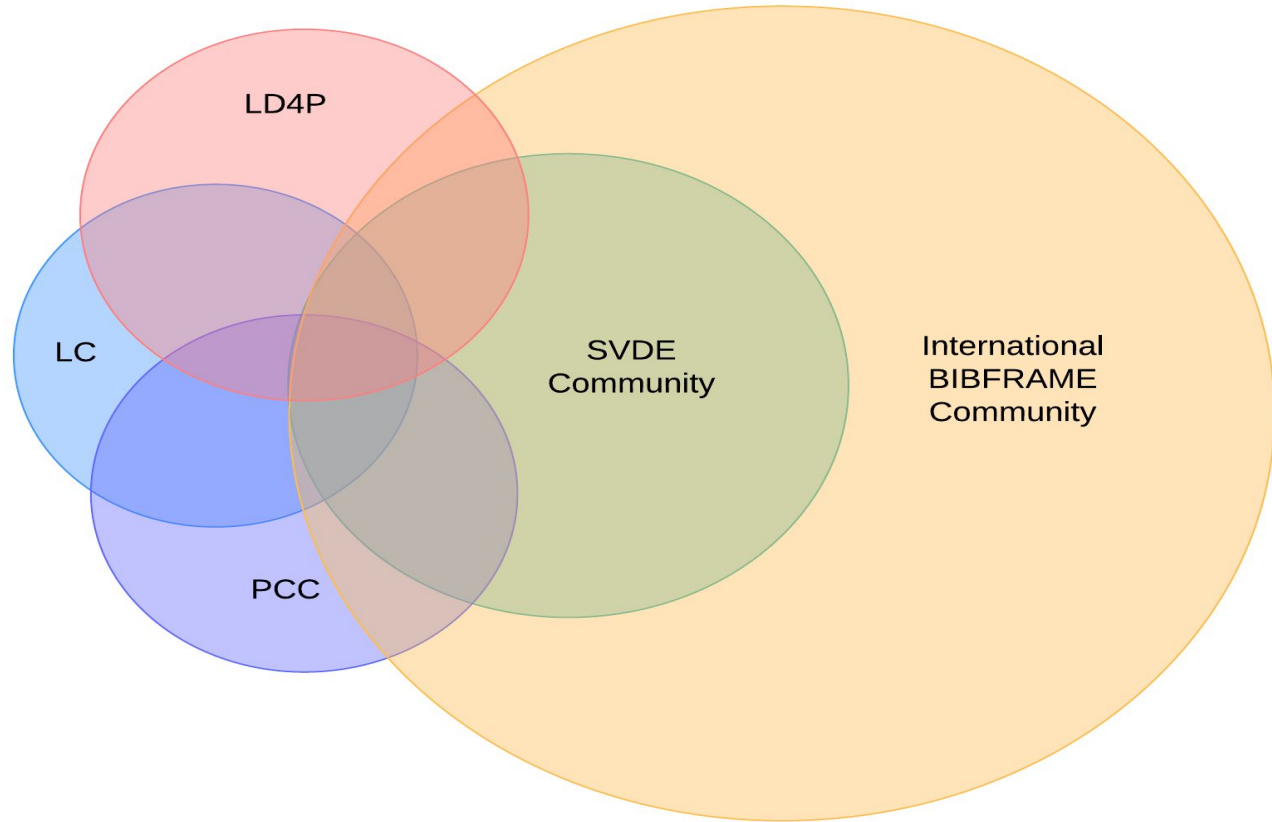 LD4P
LC
SVDE
Community
International
BIBFRAME
Community
PCC